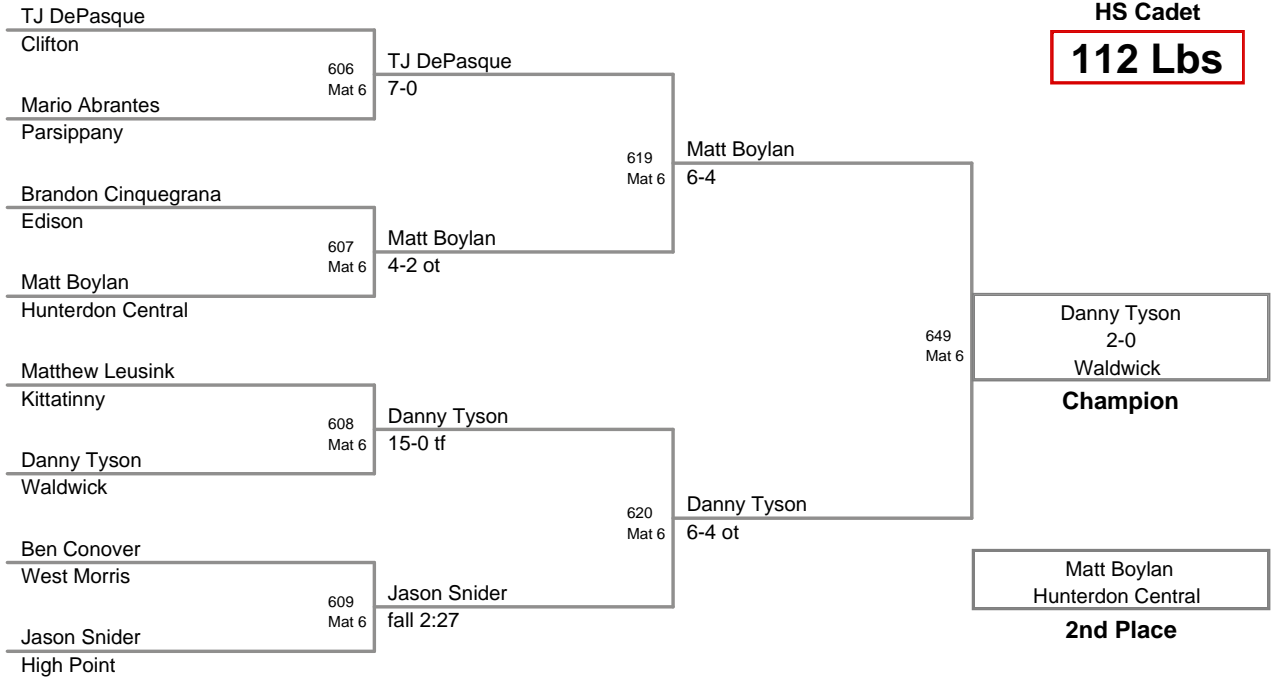 HS Cadet
112 Lbs
TJ DePasque
Clifton
606
Mat 6
TJ DePasque
7-0
Mario Abrantes
Parsippany
619
Mat 6
Matt Boylan
6-4
Brandon Cinquegrana
Edison
607
Mat 6
Matt Boylan
4-2 ot
Matt Boylan
Hunterdon Central
649
Mat 6
Danny Tyson
2-0
Waldwick
Champion
Matthew Leusink
Kittatinny
608
Mat 6
Danny Tyson
15-0 tf
Danny Tyson
Waldwick
620
Mat 6
Danny Tyson
6-4 ot
Ben Conover
West Morris
609
Mat 6
Jason Snider
fall 2:27
Jason Snider
High Point
Matt Boylan
Hunterdon Central
2nd Place